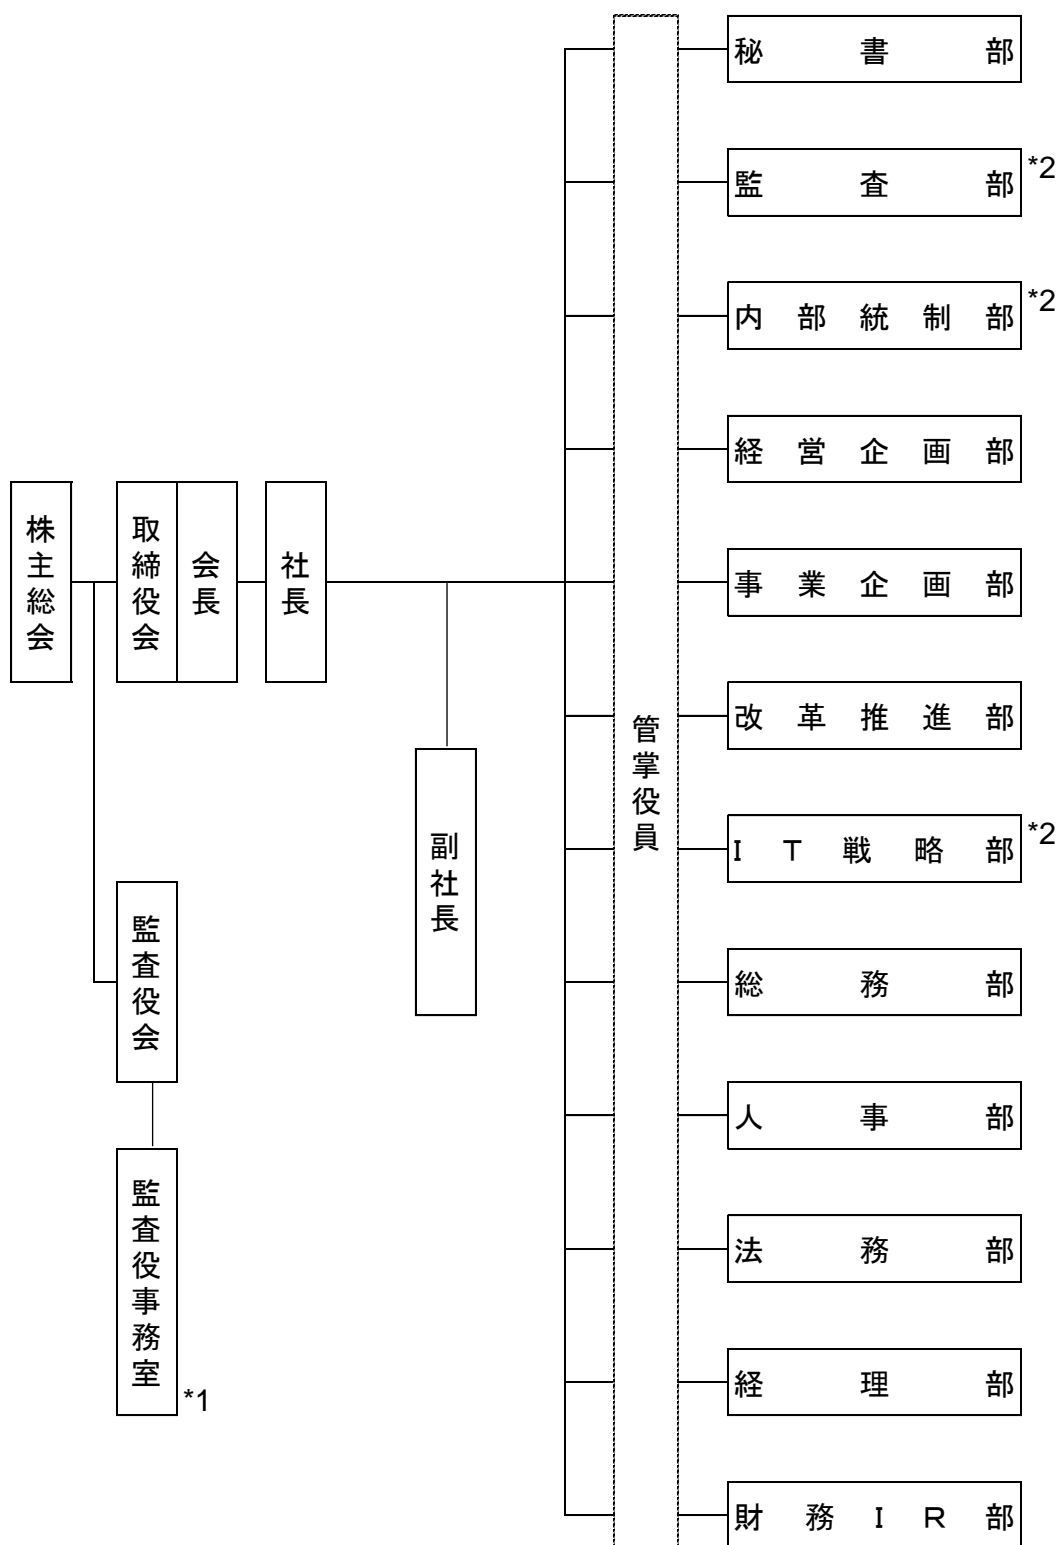 株主総会
取締役会
会長
社長
副社長
監査役会
監査役事務室
*1
管掌役員
秘書部
監査部
*2
内部統制部
*2
経営企画部
事業企画部
改革推進部
ＩＴ戦略部
*2
総務部
人事部
法務部
経理部
財務ＩＲ部